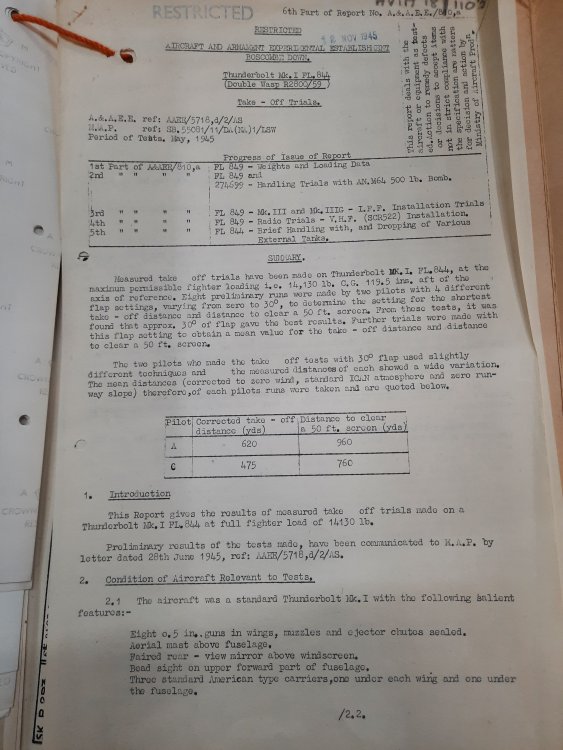 RESTRICTED
6th Part of Report No. A.& A.E.E./810,a
RESTRICTED
12 NOV 1945
AIRCRAFT AND ARMAMENT EXPERIMENTAL ESTABLISHMENT
BOSCOMBE DOWN.
Thunderbolt Mk.I FL.844
(Double Wasp R2800/59)
Take - Off Trials.
This report deals with the
aircraft or equipment as test-
ed. Action to remedy defects
or decisions to accept items
not in strict compliance with
the specification are matters
for decision and action by
Ministry of Aircraft Prodn.
A.& A.E.E. ref: AAEE/5718,d/2/AS
M.A.P. ref: SB.55081/11/DA(NA)1/LSW
Period of Tests. May, 1945
Progress of Issue of Report
1st Part of AAAEE/810,a FL 849 - Weights and Loading Data
2nd " " " FL 849 and
274699 - Handling Trials with AN.M64 500 lb. Bomb.
3rd " " " FL 849 - Mk.III and Mk.IIIG - I.F.F. Installation Trials
4th " " " FL 849 - Radio Trials - V.H.F. (SCR522) Installation.
5th " " " FL 844 - Brief Handling with, and Dropping of Various
External Tanks.
SUMMARY.
Measured take off trials have been made on Thunderbolt MK.I, FL.844, at the
maximum permissible fighter loading i.e. 14,130 lb. C.G. 119.5 ins. aft of the
axis of reference. Eight preliminary runs were made by two pilots with 4 different
flap settings, varying from zero to 30º, to determine the setting for the shortest
take - off distance and distance to clear a 50 ft. screen. From these tests, it was
found that approx. 30º of flap gave the best results. Further trials were made with
this flap setting to obtain a mean value for the take - off distance and distance
to clear a 50 ft. screen.
The two pilots who made the take off tests with 30º flap used slightly
different techniques and the measured distances of each showed a wide variation.
The mean distances (corrected to zero wind, standard ICAN atmosphere and zero run-
way slope) therefore,of each pilots runs were taken and are quoted below.
Pilot Corrected take - off Distance to clear
distance (yds) a 50 ft. screen (yds)
A 620 960
C 475 760
1. Introduction
This Report gives the results of measured take off trials made on a
Thunderbolt Mk.I FL.844 at full fighter load of 14130 lb.
Preliminary results of the tests made, have been communicated to M.A.P. by
letter dated 28th June 1945, ref: AAEE/5718,d/2/AS.
2. Condition of Aircraft Relevant to Tests.
2.1 The aircraft was a standard Thunderbolt Mk.I with the following salient
features:-
Eight 0.5 in. guns in wings, muzzles and ejector chutes sealed.
Aerial mast above fuselage.
Faired rear - view mirror above windscreen.
Bead sight on upper forward part of fuselage.
Three standard American type carriers,one under each wing and one under
the fuselage.
/2.2.